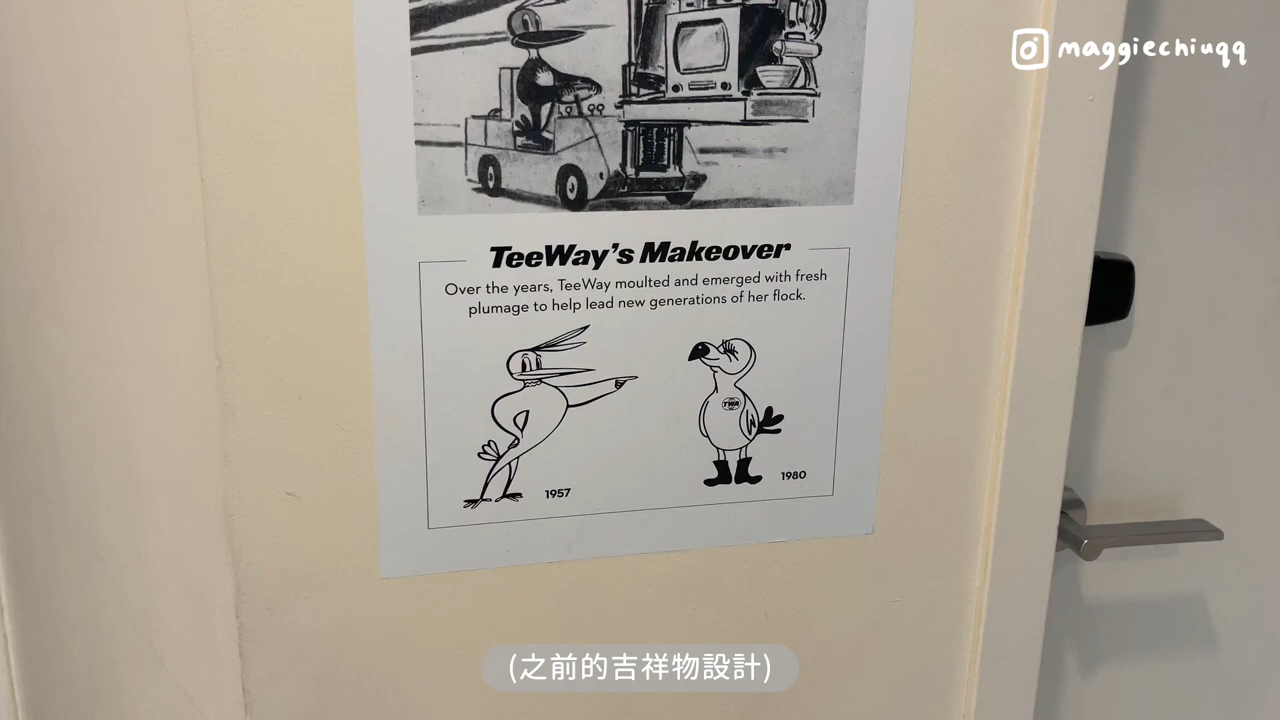 maggiechiuqq
TeeWay's Makeover
Over the years, TeeWay moulted and emerged with fresh
plumage to help lead new generations of her flock.
TWA
1957
1980
(之前的吉祥物設計)